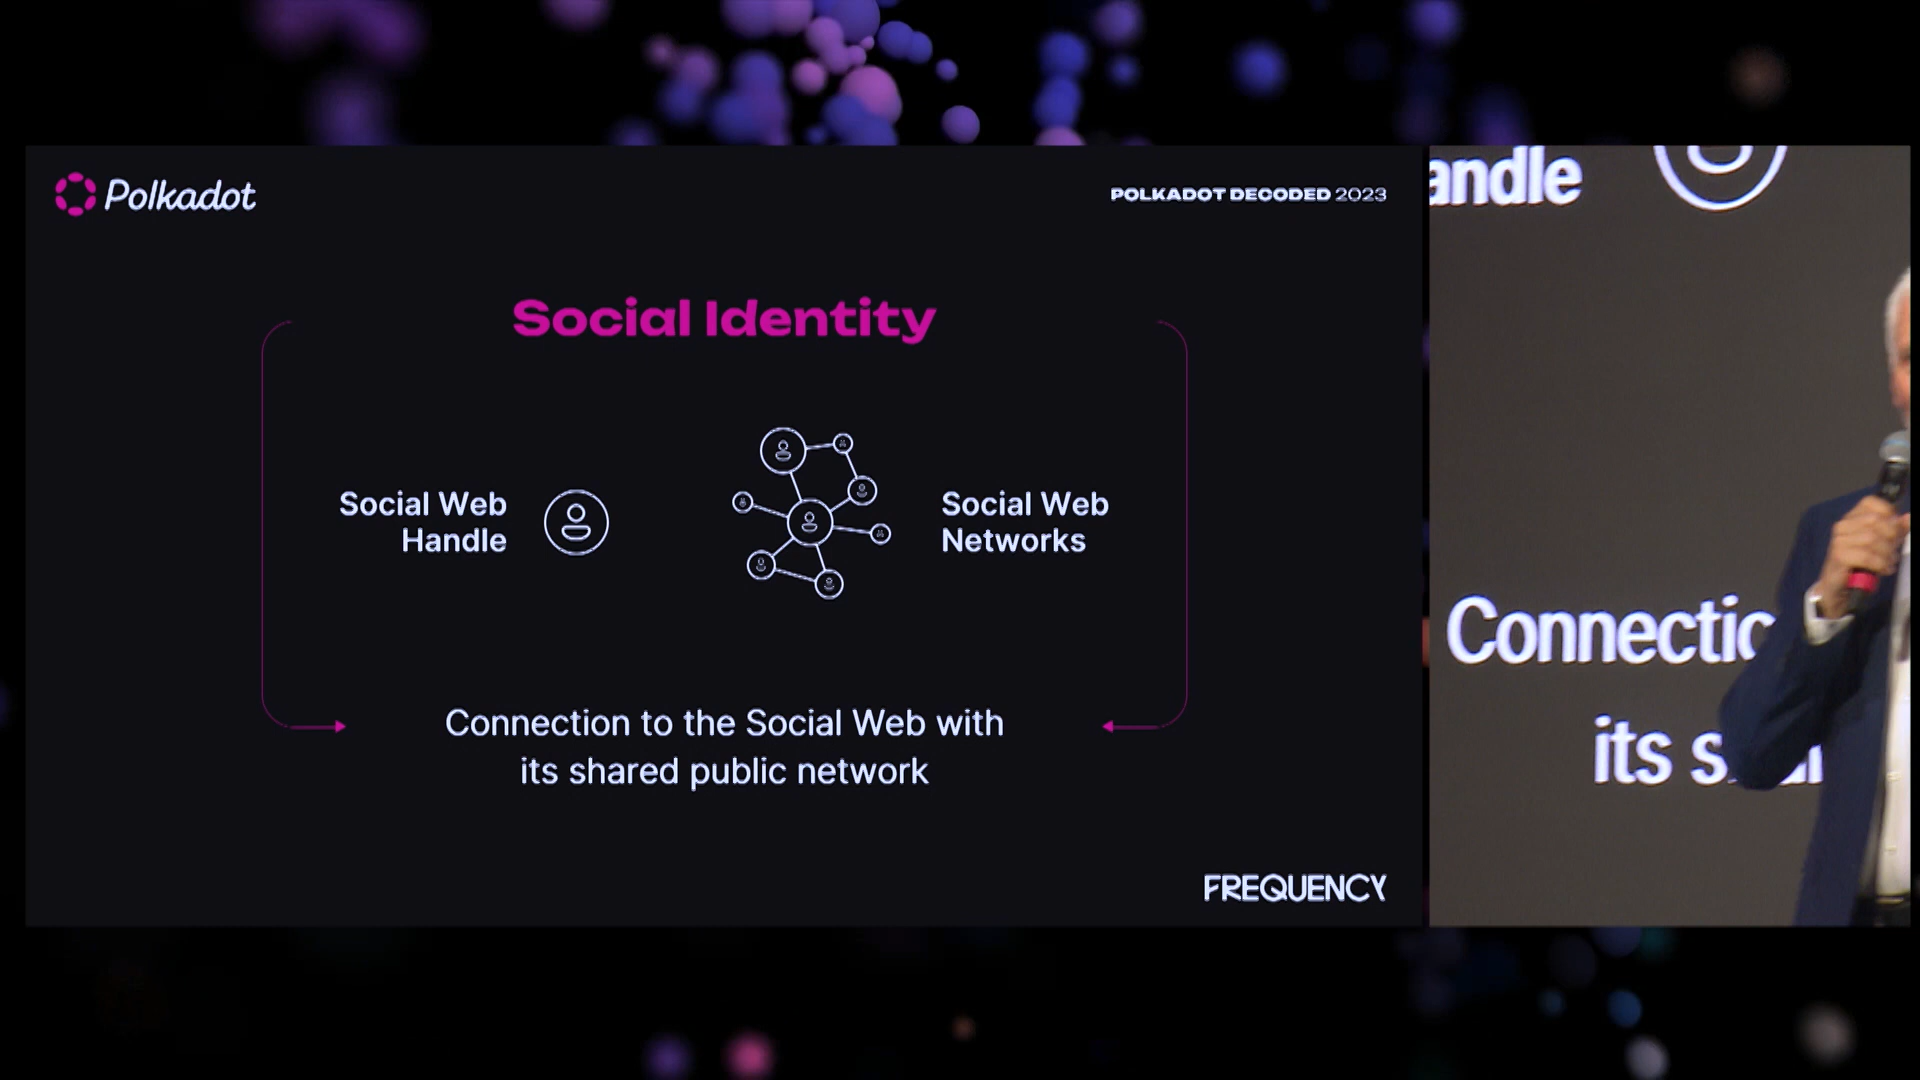 Polkadot
POLKADOT DECODED 2023
Social Identity
Social Web
Handle
Social Web
Networks
Connection to the Social Web with
its shared public network
FREQUENCY
andle
Connectio
its s